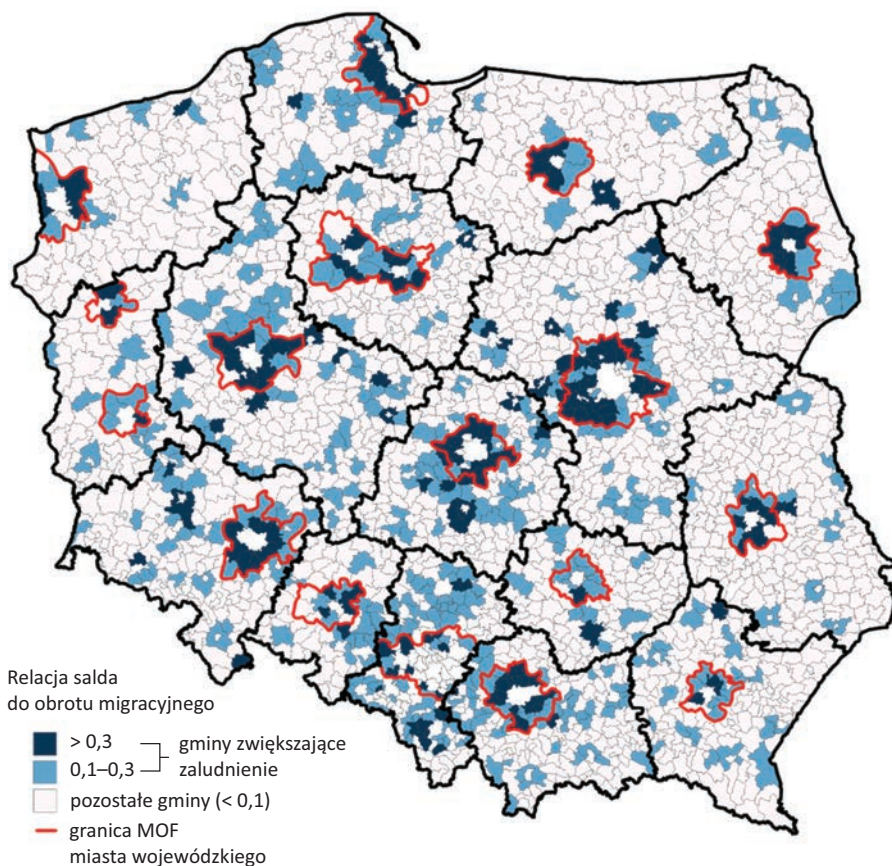 Relacja salda
do obrotu migracyjnego
> 0,3
0,1–0,3
gminy zwiększające
zaludnienie
pozostałe gminy (< 0,1)
granica MOF
miasta wojewódzkiego